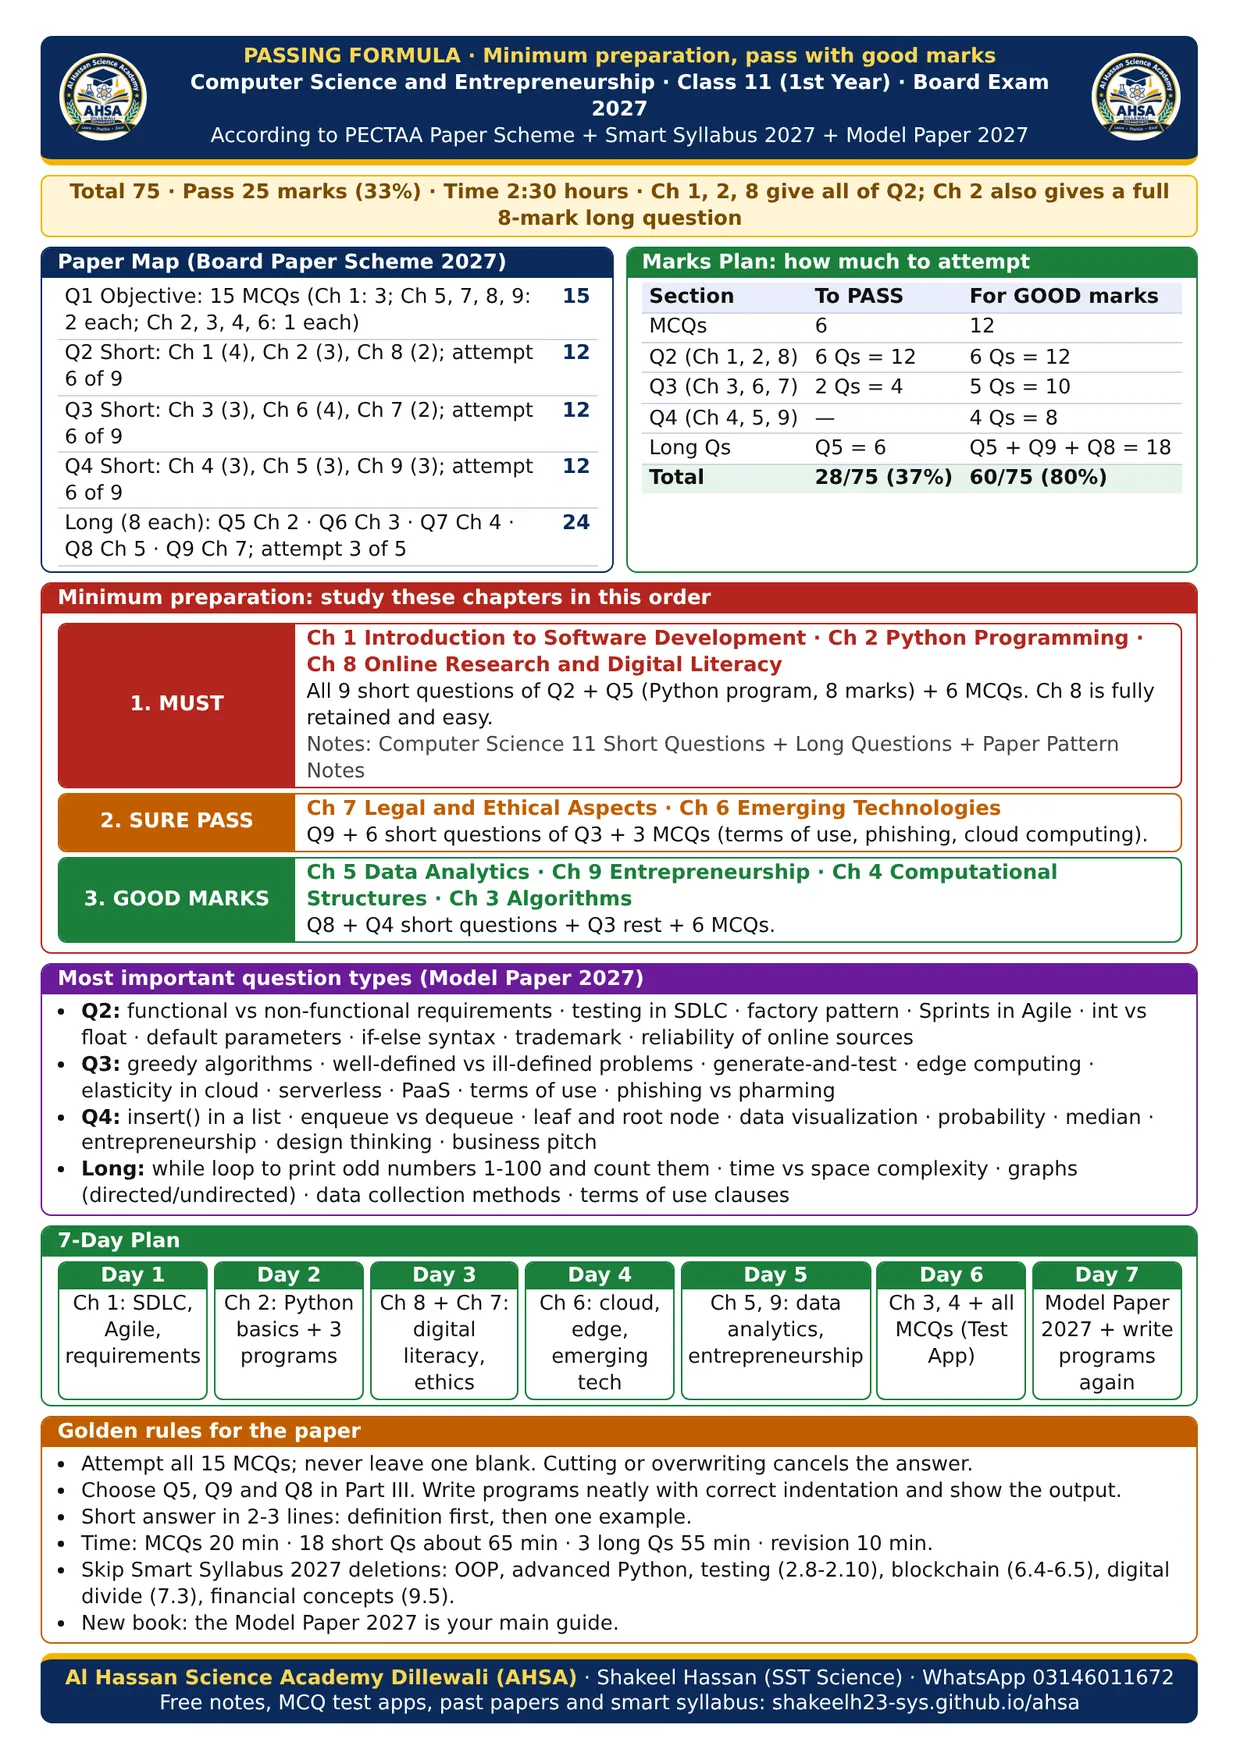 PASSING FORMULA · Minimum preparation, pass with good marks
Computer Science and Entrepreneurship · Class 11 (1st Year) · Board Exam
2027
According to PECTAA Paper Scheme + Smart Syllabus 2027 + Model Paper 2027
Al Hassan Science Academy
AHSA
DILLEWALI
Learn · Practice · Excel
Al Hassan Science Academy
AHSA
DILLEWALI
Learn · Practice · Excel
Total 75 · Pass 25 marks (33%) · Time 2:30 hours · Ch 1, 2, 8 give all of Q2; Ch 2 also gives a full
8-mark long question
Paper Map (Board Paper Scheme 2027)
Q1 Objective: 15 MCQs (Ch 1: 3; Ch 5, 7, 8, 9: 15
2 each; Ch 2, 3, 4, 6: 1 each)
Q2 Short: Ch 1 (4), Ch 2 (3), Ch 8 (2); attempt 12
6 of 9
Q3 Short: Ch 3 (3), Ch 6 (4), Ch 7 (2); attempt 12
6 of 9
Q4 Short: Ch 4 (3), Ch 5 (3), Ch 9 (3); attempt 12
6 of 9
Long (8 each): Q5 Ch 2 · Q6 Ch 3 · Q7 Ch 4 · 24
Q8 Ch 5 · Q9 Ch 7; attempt 3 of 5
Marks Plan: how much to attempt
Section To PASS For GOOD marks
MCQs 6 12
Q2 (Ch 1, 2, 8) 6 Qs = 12 6 Qs = 12
Q3 (Ch 3, 6, 7) 2 Qs = 4 5 Qs = 10
Q4 (Ch 4, 5, 9) — 4 Qs = 8
Long Qs Q5 = 6 Q5 + Q9 + Q8 = 18
Total 28/75 (37%) 60/75 (80%)
Minimum preparation: study these chapters in this order
1. MUST
Ch 1 Introduction to Software Development · Ch 2 Python Programming ·
Ch 8 Online Research and Digital Literacy
All 9 short questions of Q2 + Q5 (Python program, 8 marks) + 6 MCQs. Ch 8 is fully
retained and easy.
Notes: Computer Science 11 Short Questions + Long Questions + Paper Pattern
Notes
2. SURE PASS
Ch 7 Legal and Ethical Aspects · Ch 6 Emerging Technologies
Q9 + 6 short questions of Q3 + 3 MCQs (terms of use, phishing, cloud computing).
3. GOOD MARKS
Ch 5 Data Analytics · Ch 9 Entrepreneurship · Ch 4 Computational
Structures · Ch 3 Algorithms
Q8 + Q4 short questions + Q3 rest + 6 MCQs.
Most important question types (Model Paper 2027)
• Q2: functional vs non-functional requirements · testing in SDLC · factory pattern · Sprints in Agile · int vs
float · default parameters · if-else syntax · trademark · reliability of online sources
• Q3: greedy algorithms · well-defined vs ill-defined problems · generate-and-test · edge computing ·
elasticity in cloud · serverless · PaaS · terms of use · phishing vs pharming
• Q4: insert() in a list · enqueue vs dequeue · leaf and root node · data visualization · probability · median ·
entrepreneurship · design thinking · business pitch
• Long: while loop to print odd numbers 1-100 and count them · time vs space complexity · graphs
(directed/undirected) · data collection methods · terms of use clauses
7-Day Plan
Day 1
Ch 1: SDLC,
Agile,
requirements
Day 2
Ch 2: Python
basics + 3
programs
Day 3
Ch 8 + Ch 7:
digital
literacy,
ethics
Day 4
Ch 6: cloud,
edge,
emerging
tech
Day 5
Ch 5, 9: data
analytics,
entrepreneurship
Day 6
Ch 3, 4 + all
MCQs (Test
App)
Day 7
Model Paper
2027 + write
programs
again
Golden rules for the paper
• Attempt all 15 MCQs; never leave one blank. Cutting or overwriting cancels the answer.
• Choose Q5, Q9 and Q8 in Part III. Write programs neatly with correct indentation and show the output.
• Short answer in 2-3 lines: definition first, then one example.
• Time: MCQs 20 min · 18 short Qs about 65 min · 3 long Qs 55 min · revision 10 min.
• Skip Smart Syllabus 2027 deletions: OOP, advanced Python, testing (2.8-2.10), blockchain (6.4-6.5), digital
divide (7.3), financial concepts (9.5).
• New book: the Model Paper 2027 is your main guide.
Al Hassan Science Academy Dillewali (AHSA) · Shakeel Hassan (SST Science) · WhatsApp 03146011672
Free notes, MCQ test apps, past papers and smart syllabus: shakeelh23-sys.github.io/ahsa